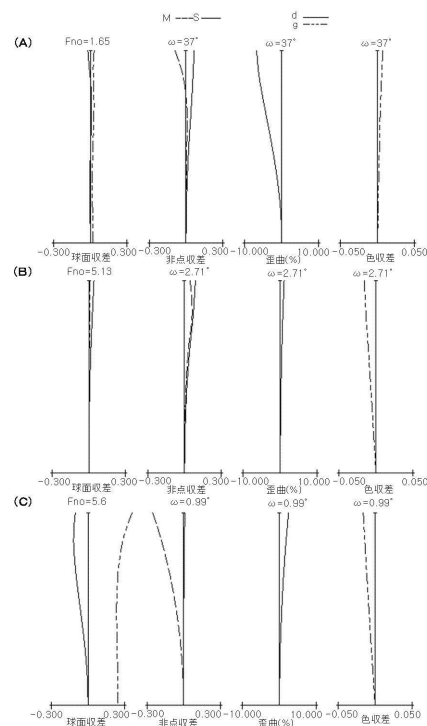 M S d
g
(A) Fno=1.65 ω=37° ω=37° ω=37°
-0.300 0.300 -0.300 0.300 -10.000 10.000 -0.050 0.050
球面収差 非点収差 歪曲(%) 色収差
(B) Fno=5.13 ω=2.71° ω=2.71° ω=2.71°
-0.300 0.300 -0.300 0.300 -10.000 10.000 -0.050 0.050
球面収差 非点収差 歪曲(%) 色収差
(C) Fno=5.6 ω=0.99° ω=0.99° ω=0.99°
-0.300 0.300 -0.300 0.300 -10.000 10.000 -0.050 0.050
球面収差 非点収差 歪曲(%) 色収差